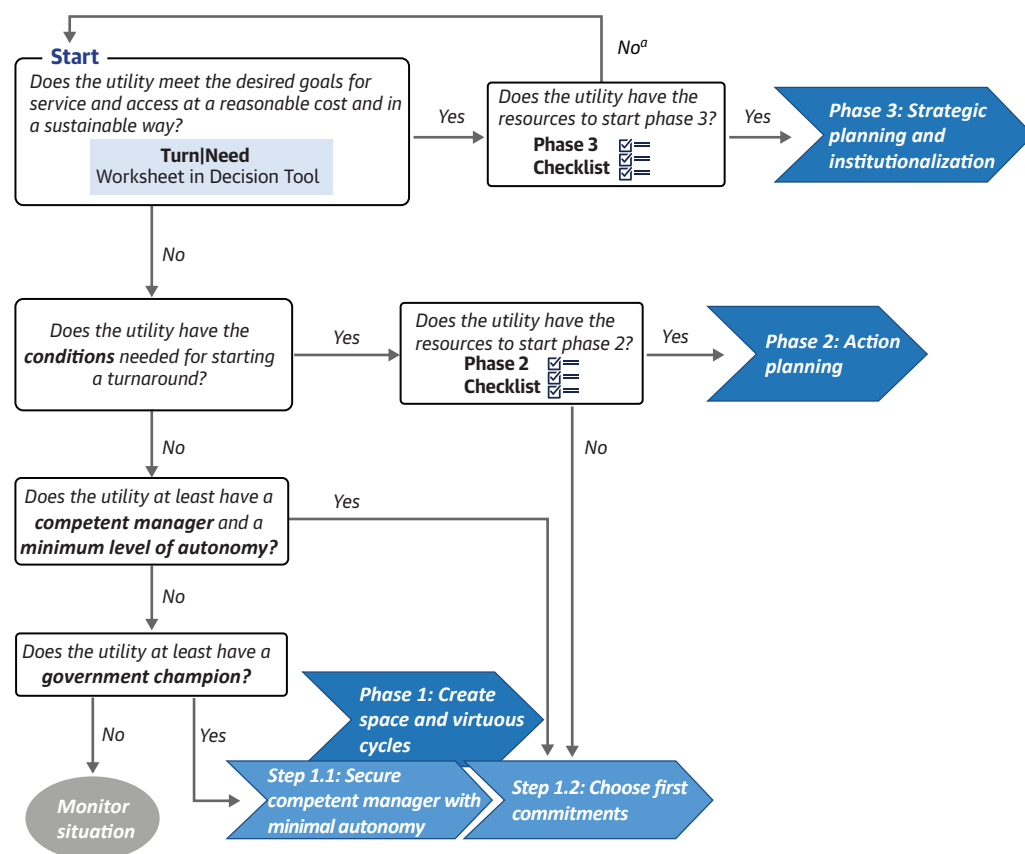 Start
Does the utility meet the desired goals for
service and access at a reasonable cost and in
a sustainable way?
Turn|Need
Worksheet in Decision Tool
Yes
Noᵃ
Does the utility have the
resources to start phase 3?
Phase 3
Checklist
Yes
Phase 3: Strategic
planning and
institutionalization
No
Does the utility have the
conditions needed for starting
a turnaround?
Yes
Does the utility have the
resources to start phase 2?
Phase 2
Checklist
Yes
Phase 2: Action
planning
No
No
Does the utility at least have a
competent manager and a
minimum level of autonomy?
Yes
No
Does the utility at least have a
government champion?
No
Yes
Monitor
situation
Phase 1: Create
space and virtuous
cycles
Step 1.1: Secure
competent manager with
minimal autonomy
Step 1.2: Choose first
commitments